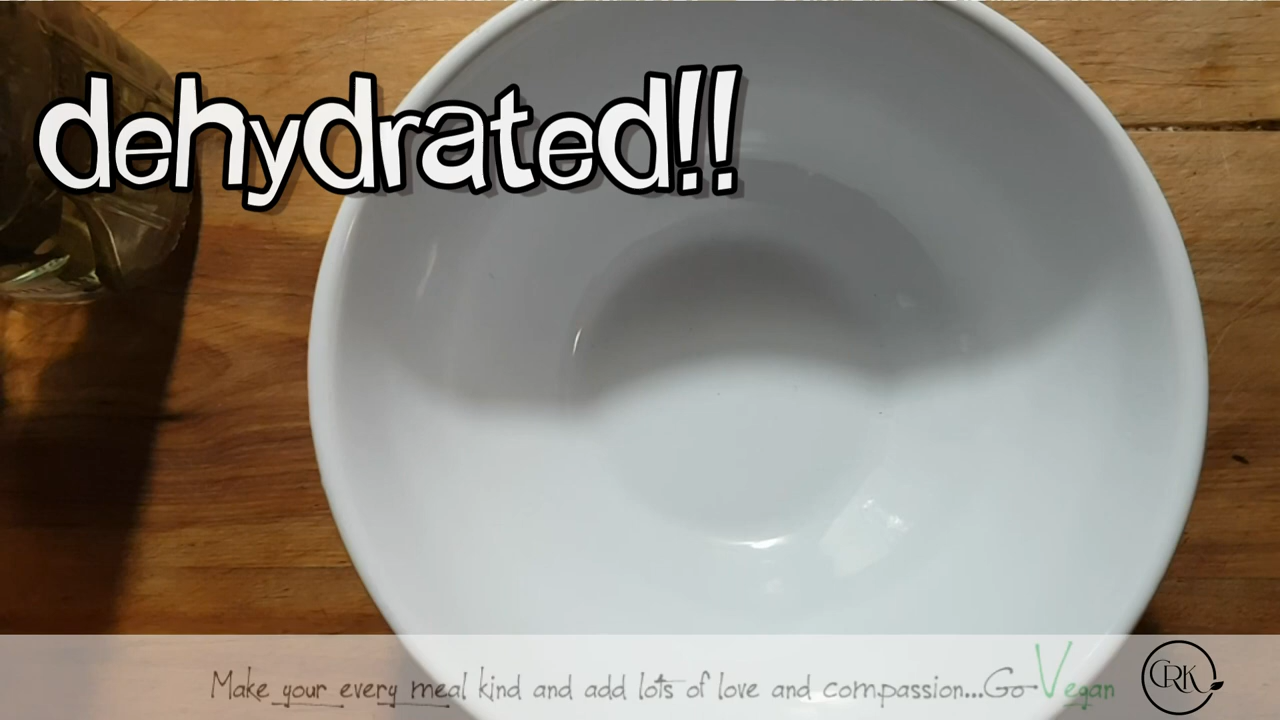 dehydrated!!
Make your every meal kind and add lots of love and compassion...Go Vegan
CRK